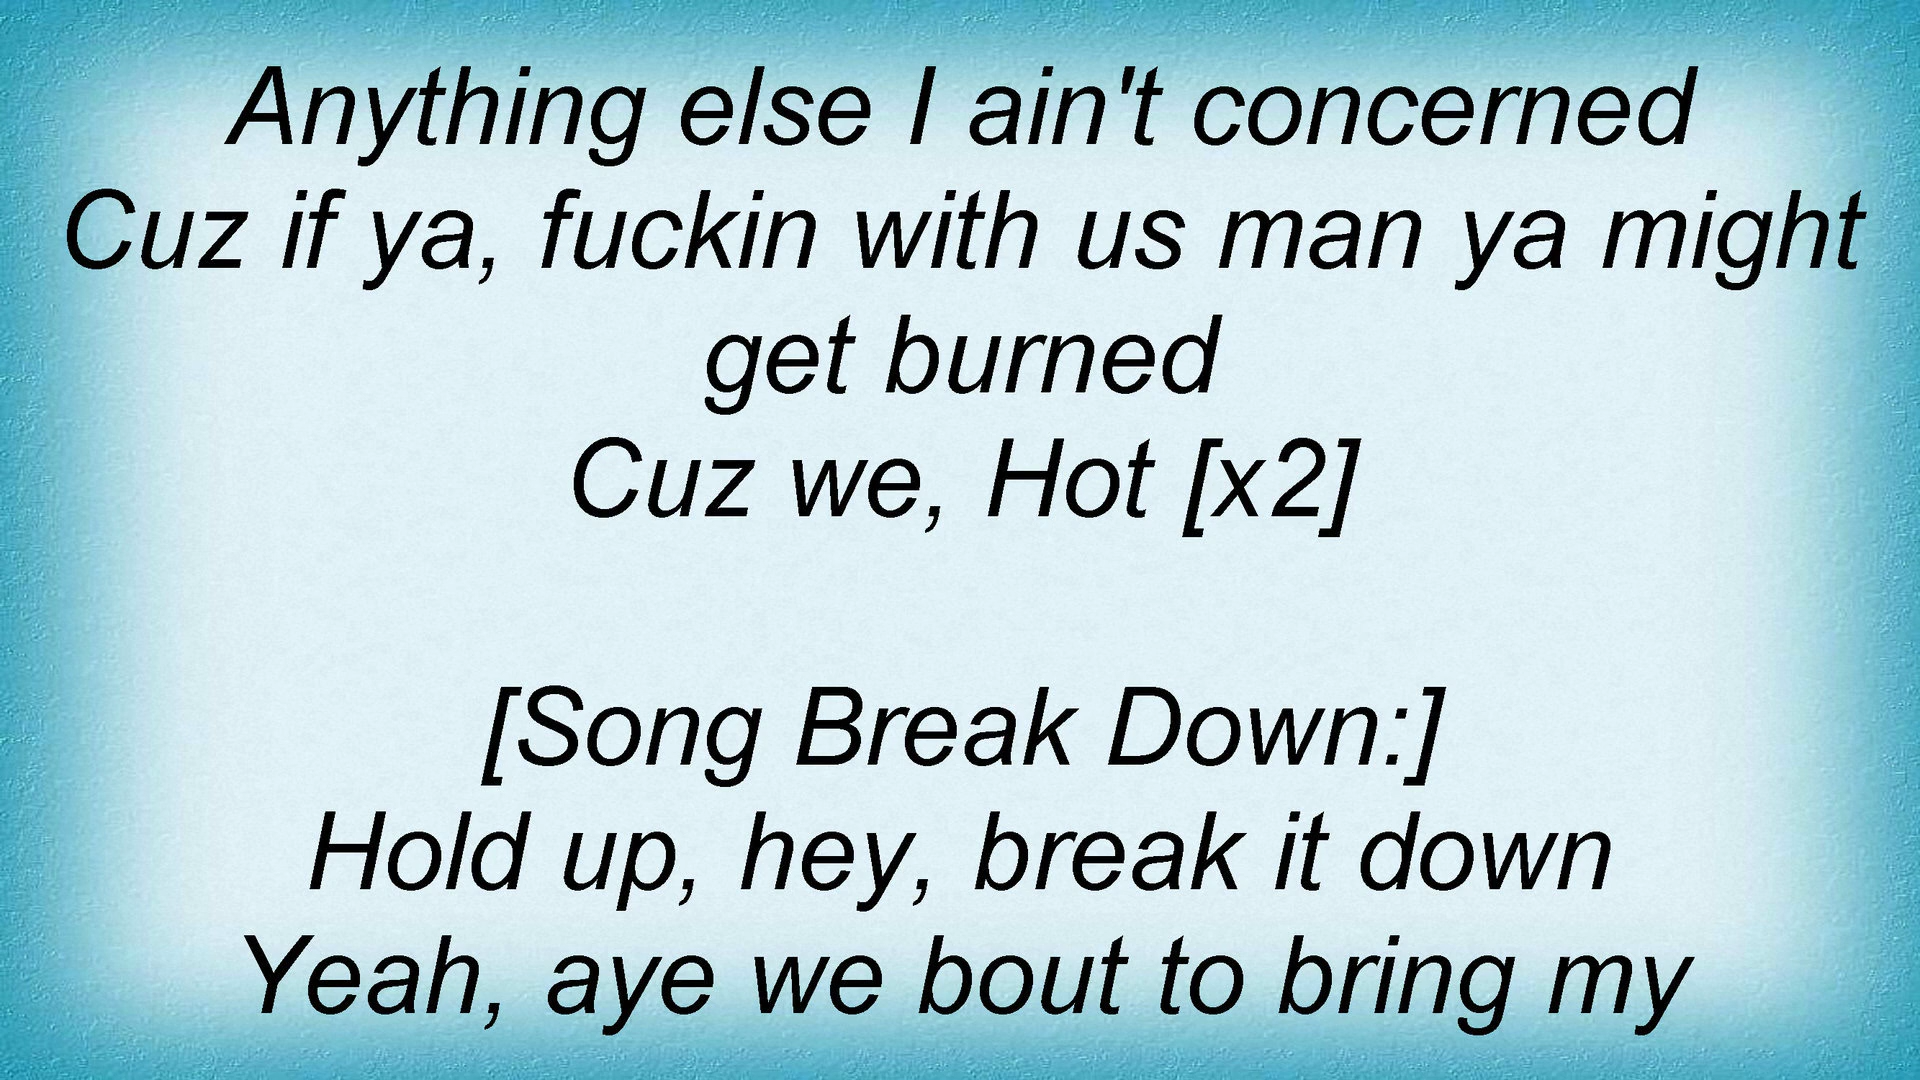 Anything else I ain't concerned
Cuz if ya, fuckin with us man ya might
get burned
Cuz we, Hot [x2]
[Song Break Down:]
Hold up, hey, break it down
Yeah, aye we bout to bring my